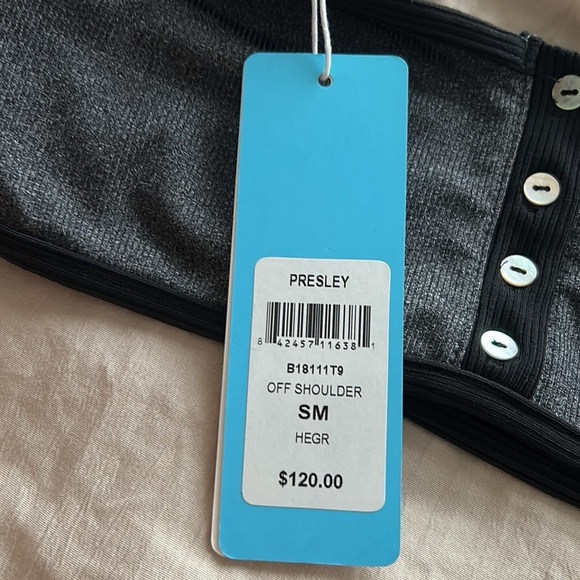 PRESLEY
8 42457 11638 1
B18111T9
OFF SHOULDER
SM
HEGR
$120.00